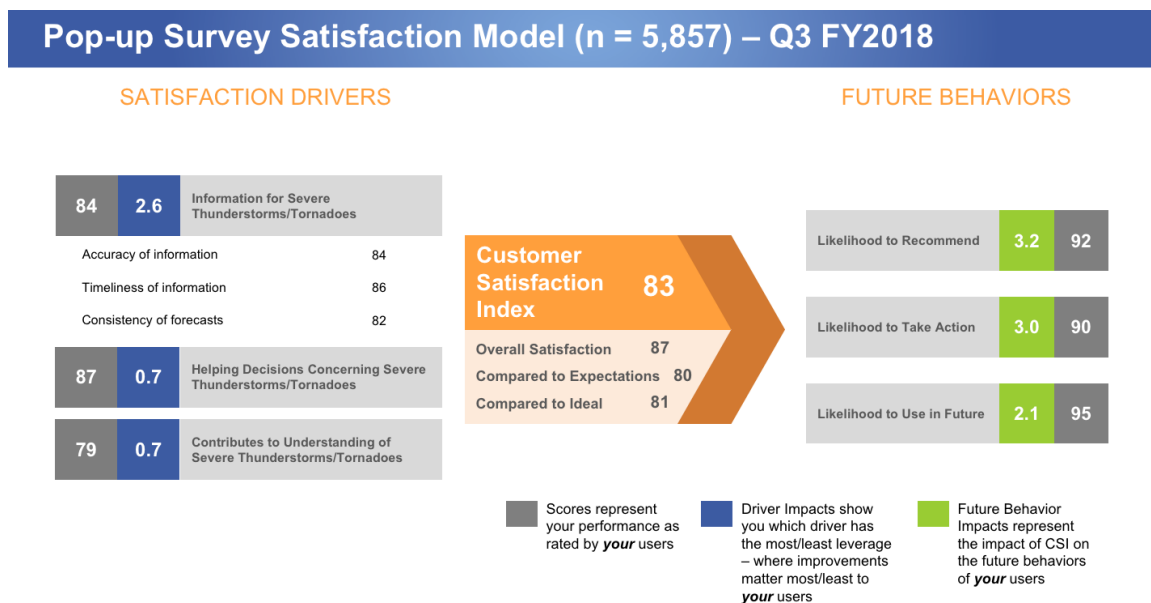 Pop-up Survey Satisfaction Model (n = 5,857) – Q3 FY2018
SATISFACTION DRIVERS
FUTURE BEHAVIORS
84 2.6 Information for Severe
Thunderstorms/Tornadoes
Accuracy of information 84
Timeliness of information 86
Consistency of forecasts 82
87 0.7 Helping Decisions Concerning Severe
Thunderstorms/Tornadoes
79 0.7 Contributes to Understanding of
Severe Thunderstorms/Tornadoes
Customer
Satisfaction 83
Index
Overall Satisfaction 87
Compared to Expectations 80
Compared to Ideal 81
Likelihood to Recommend 3.2 92
Likelihood to Take Action 3.0 90
Likelihood to Use in Future 2.1 95
Scores represent
your performance as
rated by your users
Driver Impacts show
you which driver has
the most/least leverage
– where improvements
matter most/least to
your users
Future Behavior
Impacts represent
the impact of CSI on
the future behaviors
of your users